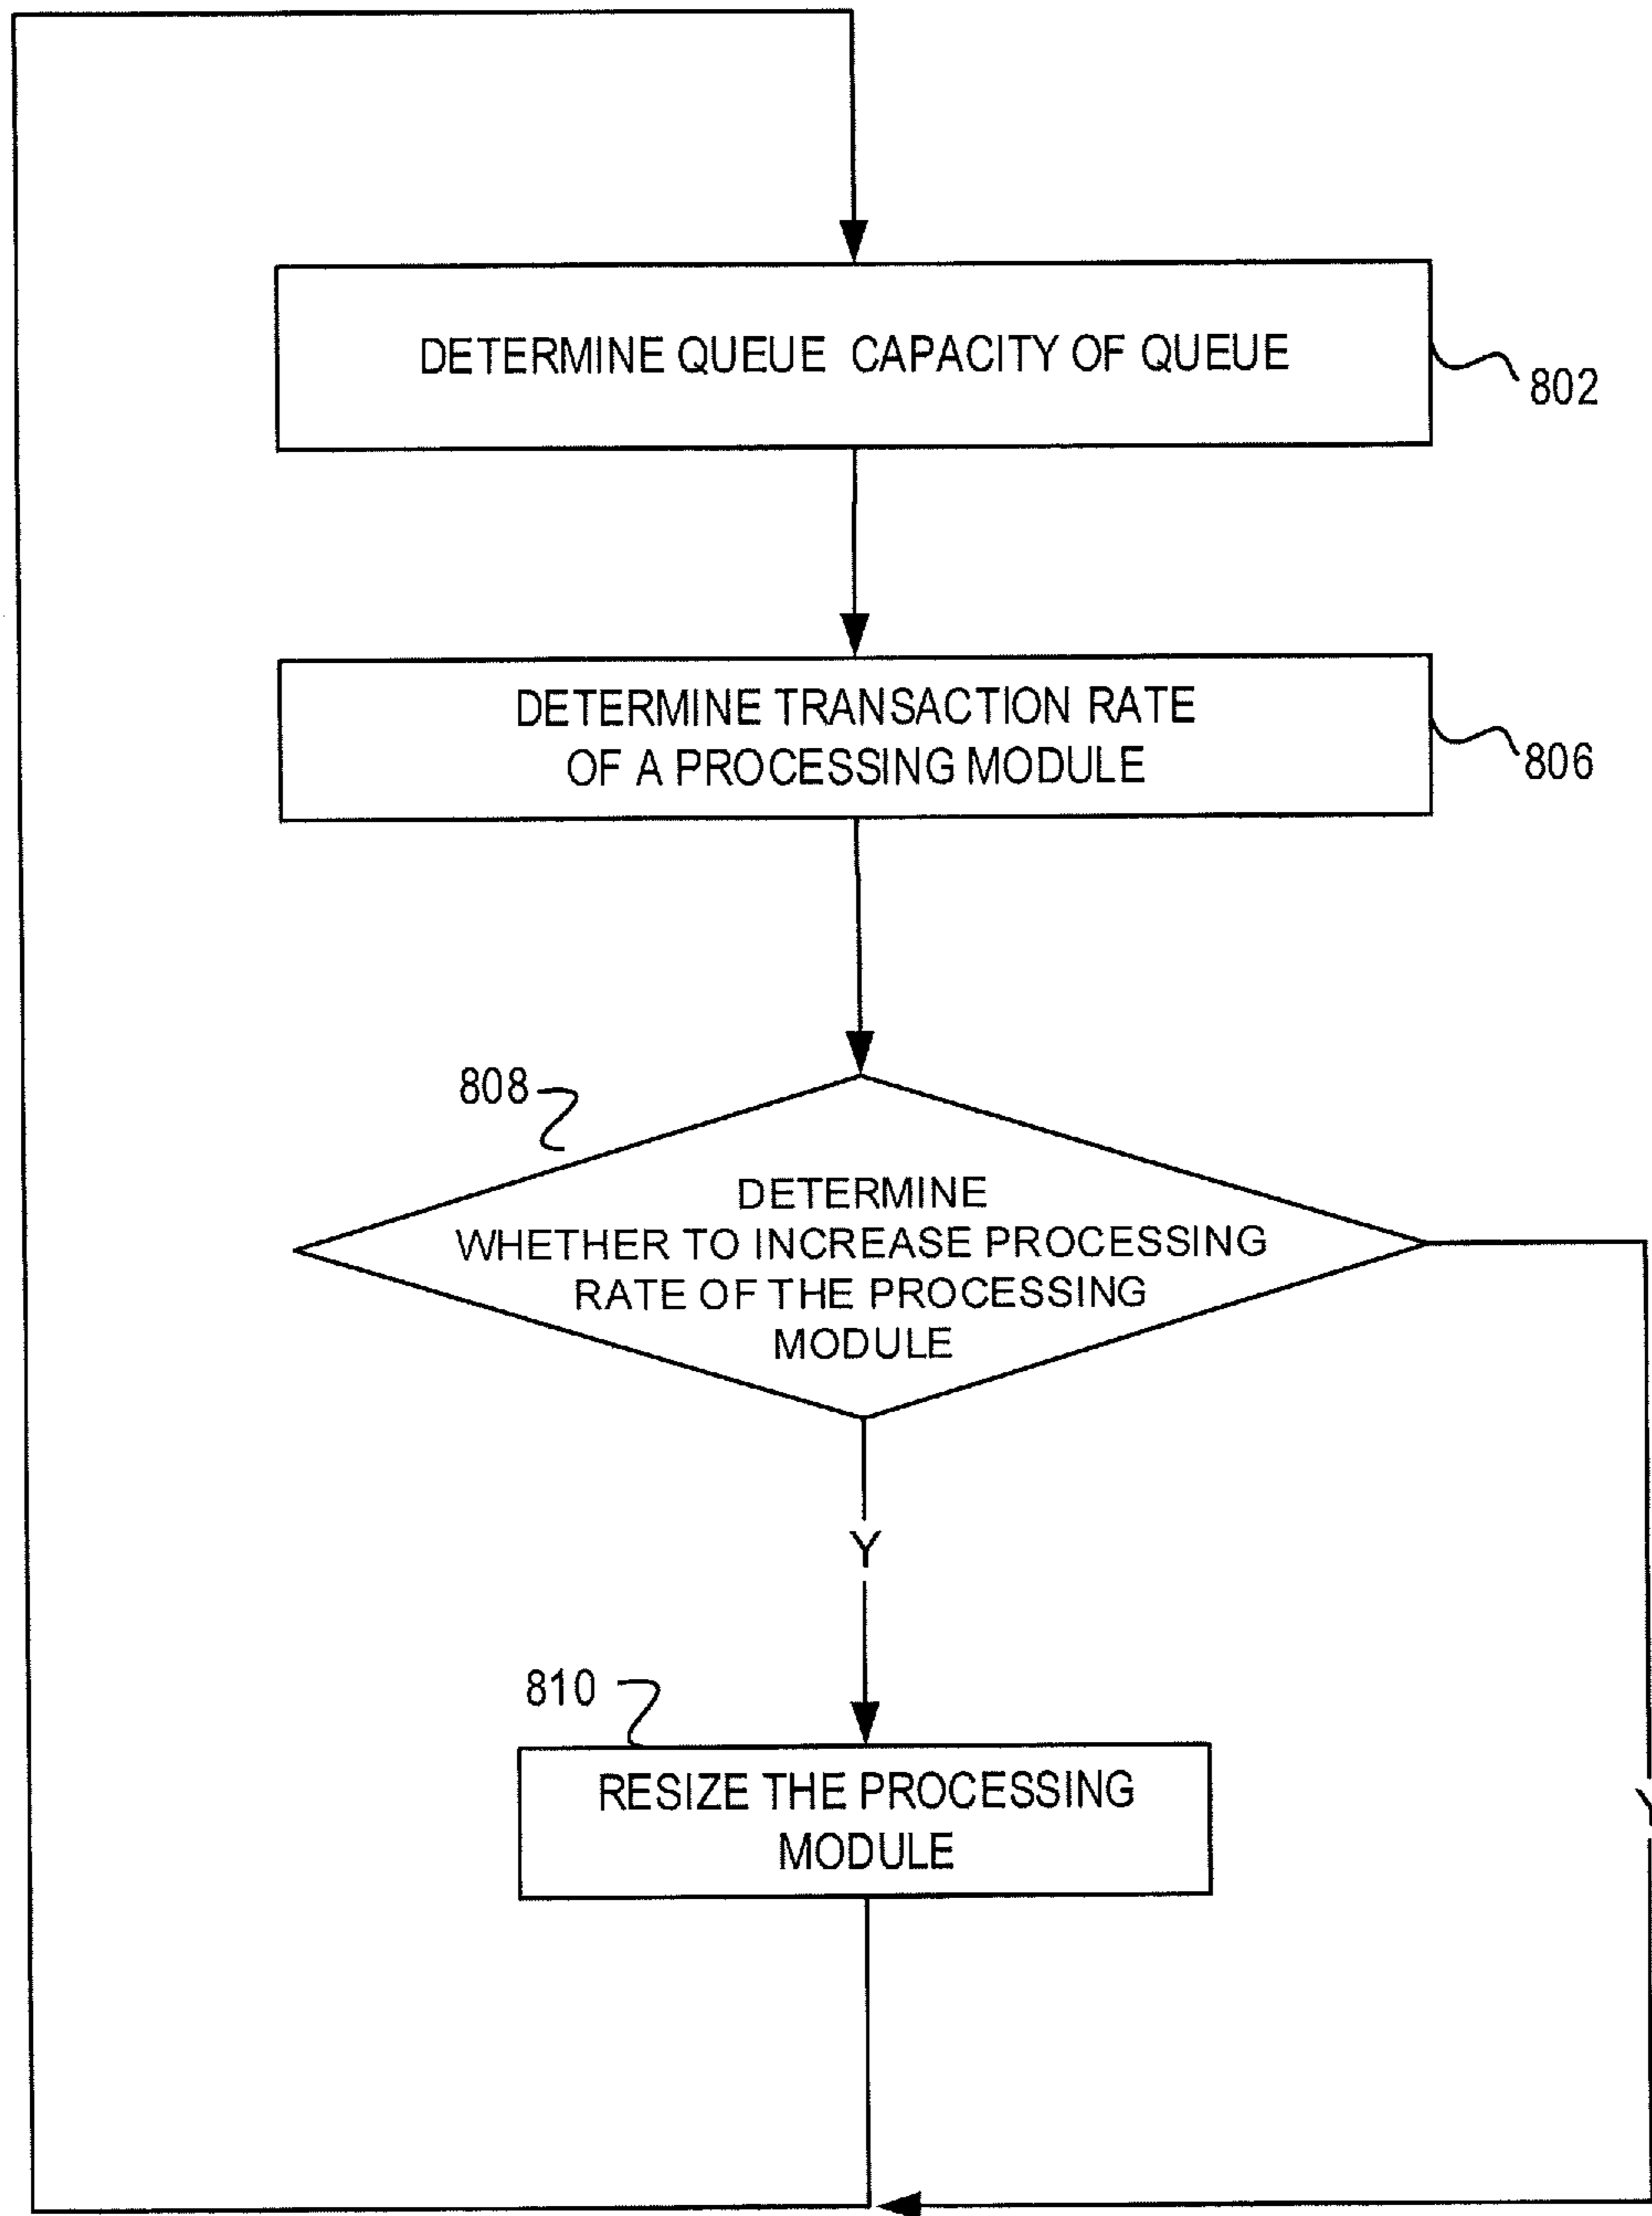 DETERMINE QUEUE CAPACITY OF QUEUE
802
DETERMINE TRANSACTION RATE
OF A PROCESSING MODULE
806
808
DETERMINE
WHETHER TO INCREASE PROCESSING
RATE OF THE PROCESSING
MODULE
Y
810
RESIZE THE PROCESSING
MODULE